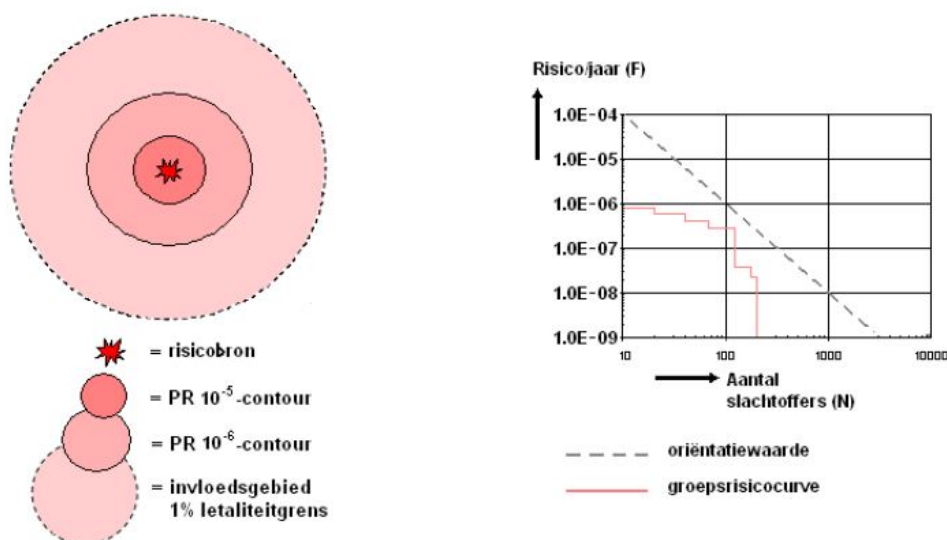 = risicobron
= PR 10⁻⁵-contour
= PR 10⁻⁶-contour
= invloedsgebied
1% letaliteitgrens
Risico/jaar (F)
1.0E-04
1.0E-05
1.0E-06
1.0E-07
1.0E-08
1.0E-09
10 100 1000 10000
Aantal
slachtoffers (N)
oriëntatiewaarde
groepsrisicocurve